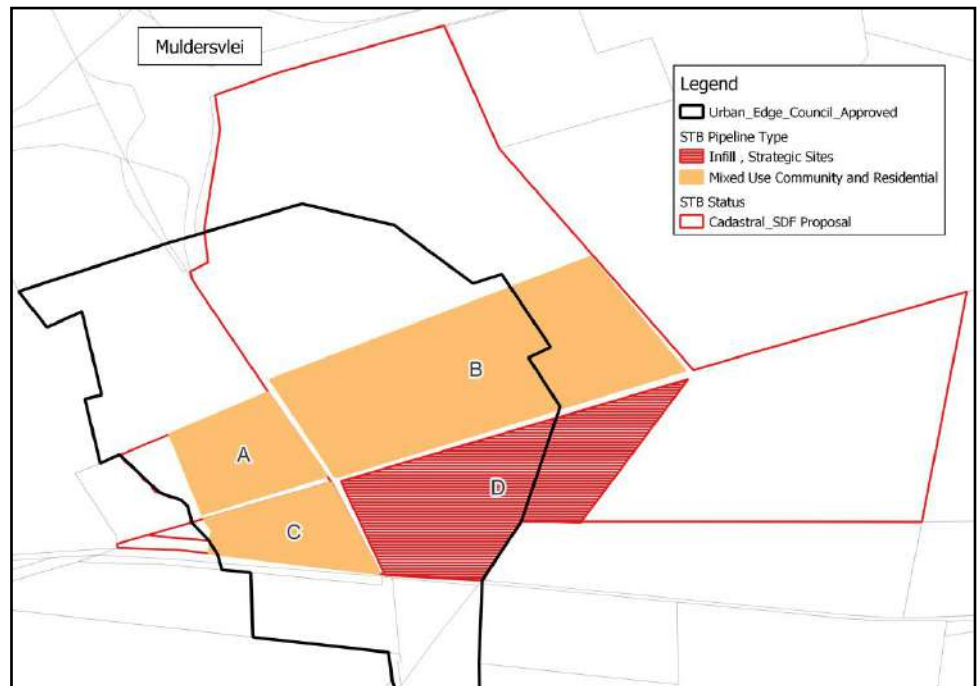 Muldersvlei
Legend
Urban_Edge_Council_Approved
STB Pipeline Type
Infill , Strategic Sites
Mixed Use Community and Residential
STB Status
Cadastral_SDF Proposal
B
A
D
C